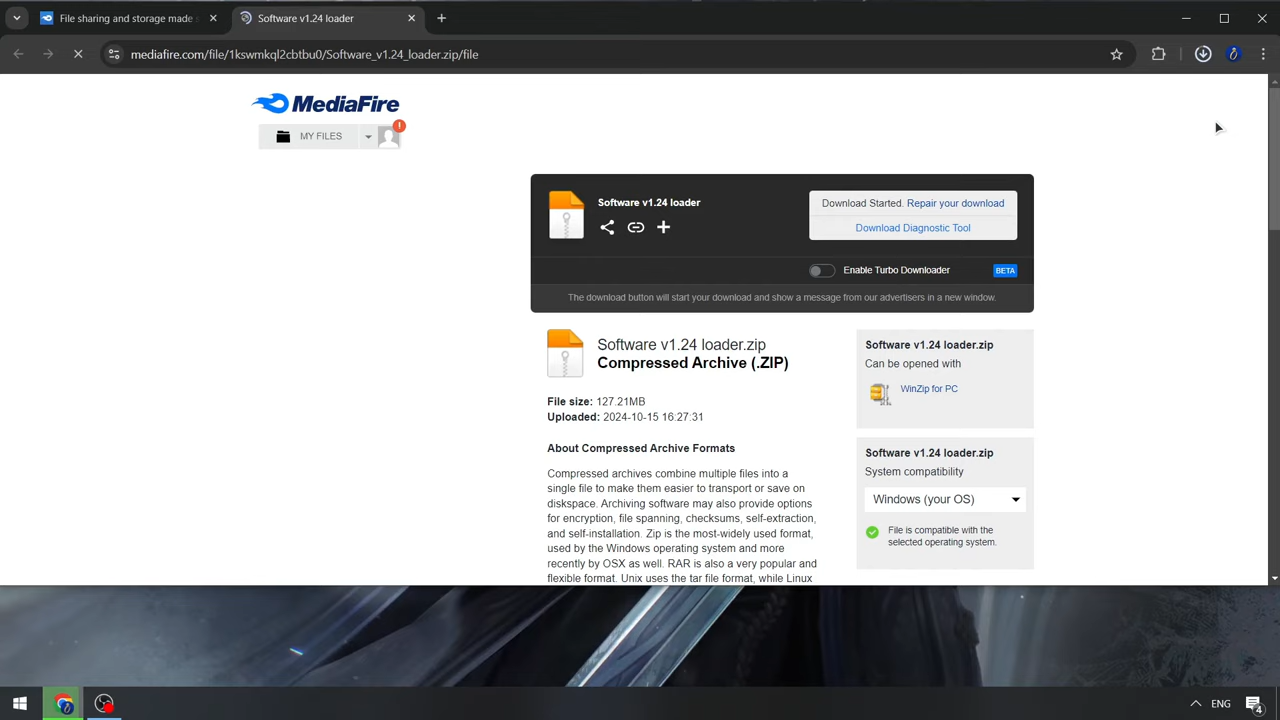 File sharing and storage made s
Software v1.24 loader
mediafire.com/file/1kswmkql2cbtbu0/Software_v1.24_loader.zip/file
MediaFire
MY FILES
!
Software v1.24 loader
Download Started. Repair your download
Download Diagnostic Tool
Enable Turbo Downloader
BETA
The download button will start your download and show a message from our advertisers in a new window.
Software v1.24 loader.zip
Compressed Archive (.ZIP)
File size: 127.21MB
Uploaded: 2024-10-15 16:27:31
About Compressed Archive Formats
Compressed archives combine multiple files into a
single file to make them easier to transport or save on
diskspace. Archiving software may also provide options
for encryption, file spanning, checksums, self-extraction,
and self-installation. Zip is the most-widely used format,
used by the Windows operating system and more
recently by OSX as well. RAR is also a very popular and
flexible format. Unix uses the tar file format, while Linux
Software v1.24 loader.zip
Can be opened with
WinZip for PC
Software v1.24 loader.zip
System compatibility
Windows (your OS)
File is compatible with the
selected operating system.
ENG
4